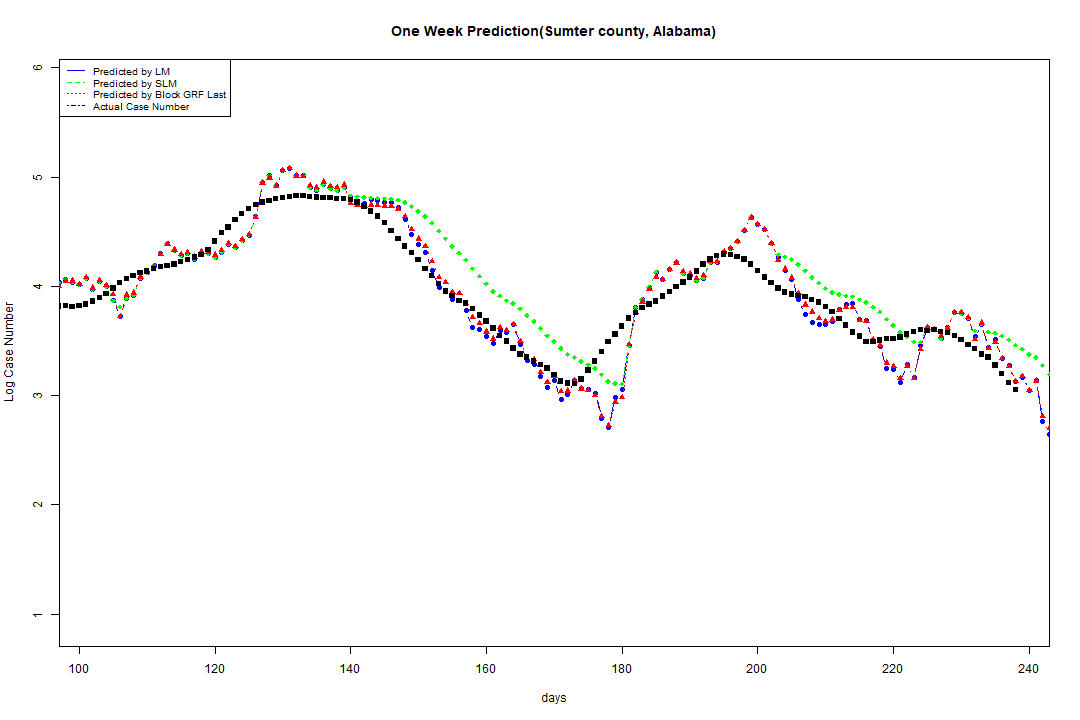 One Week Prediction(Sumter county, Alabama)
Predicted by LM
Predicted by SLM
Predicted by Block GRF Last
Actual Case Number
6
5
4
3
2
1
Log Case Number
100 120 140 160 180 200 220 240
days